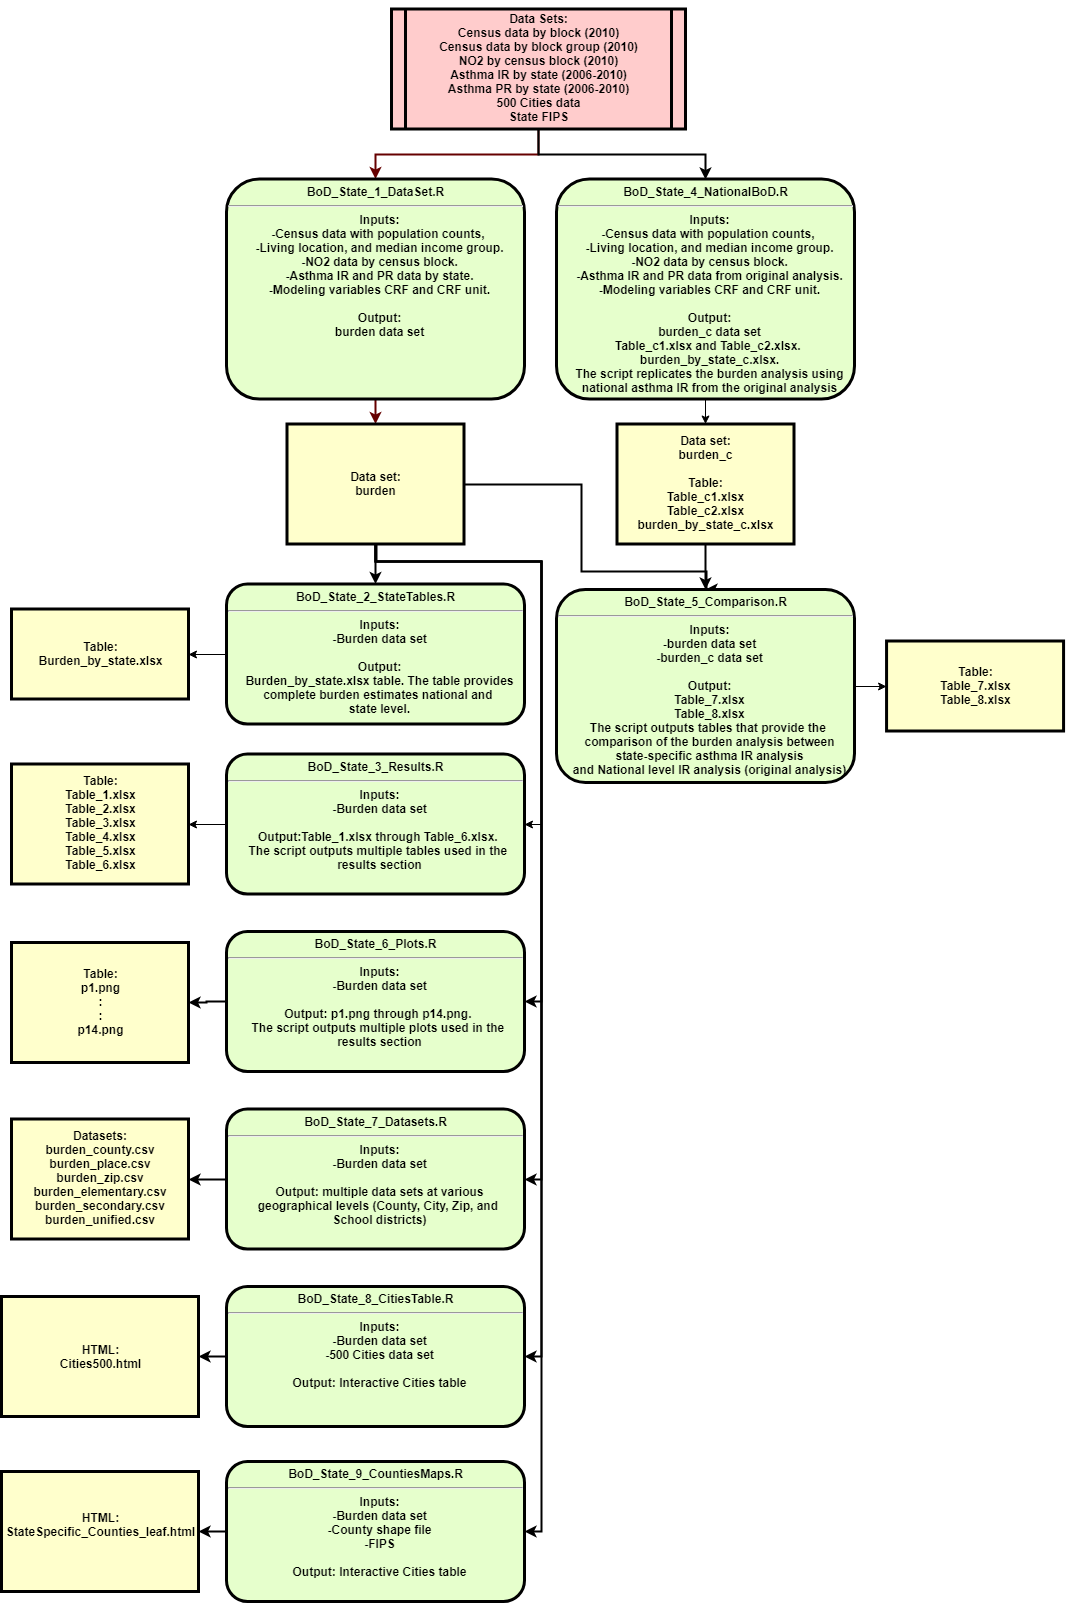 Data Sets:
Census data by block (2010)
Census data by block group (2010)
NO2 by census block (2010)
Asthma IR by state (2006-2010)
Asthma PR by state (2006-2010)
500 Cities data
State FIPS
BoD_State_1_DataSet.R
Inputs:
-Census data with population counts,
-Living location, and median income group.
-NO2 data by census block.
-Asthma IR and PR data by state.
-Modeling variables CRF and CRF unit.
Output:
burden data set
BoD_State_4_NationalBoD.R
Inputs:
-Census data with population counts,
-Living location, and median income group.
-NO2 data by census block.
-Asthma IR and PR data from original analysis.
-Modeling variables CRF and CRF unit.
Output:
burden_c data set
Table_c1.xlsx and Table_c2.xlsx.
burden_by_state_c.xlsx.
The script replicates the burden analysis using
national asthma IR from the original analysis
Data set:
burden
Data set:
burden_c
Table:
Table_c1.xlsx
Table_c2.xlsx
burden_by_state_c.xlsx
BoD_State_2_StateTables.R
Inputs:
-Burden data set
Output:
Burden_by_state.xlsx table. The table provides
complete burden estimates national and
state level.
Table:
Burden_by_state.xlsx
BoD_State_5_Comparison.R
Inputs:
-burden data set
-burden_c data set
Output:
Table_7.xlsx
Table_8.xlsx
The script outputs tables that provide the
comparison of the burden analysis between
state-specific asthma IR analysis
and National level IR analysis (original analysis)
Table:
Table_7.xlsx
Table_8.xlsx
BoD_State_3_Results.R
Inputs:
-Burden data set
Output:Table_1.xlsx through Table_6.xlsx.
The script outputs multiple tables used in the
results section
Table:
Table_1.xlsx
Table_2.xlsx
Table_3.xlsx
Table_4.xlsx
Table_5.xlsx
Table_6.xlsx
BoD_State_6_Plots.R
Inputs:
-Burden data set
Output: p1.png through p14.png.
The script outputs multiple plots used in the
results section
Table:
p1.png
:
:
p14.png
BoD_State_7_Datasets.R
Inputs:
-Burden data set
Output: multiple data sets at various
geographical levels (County, City, Zip, and
School districts)
Datasets:
burden_county.csv
burden_place.csv
burden_zip.csv
burden_elementary.csv
burden_secondary.csv
burden_unified.csv
BoD_State_8_CitiesTable.R
Inputs:
-Burden data set
-500 Cities data set
Output: Interactive Cities table
HTML:
Cities500.html
BoD_State_9_CountiesMaps.R
Inputs:
-Burden data set
-County shape file
-FIPS
Output: Interactive Cities table
HTML:
StateSpecific_Counties_leaf.html